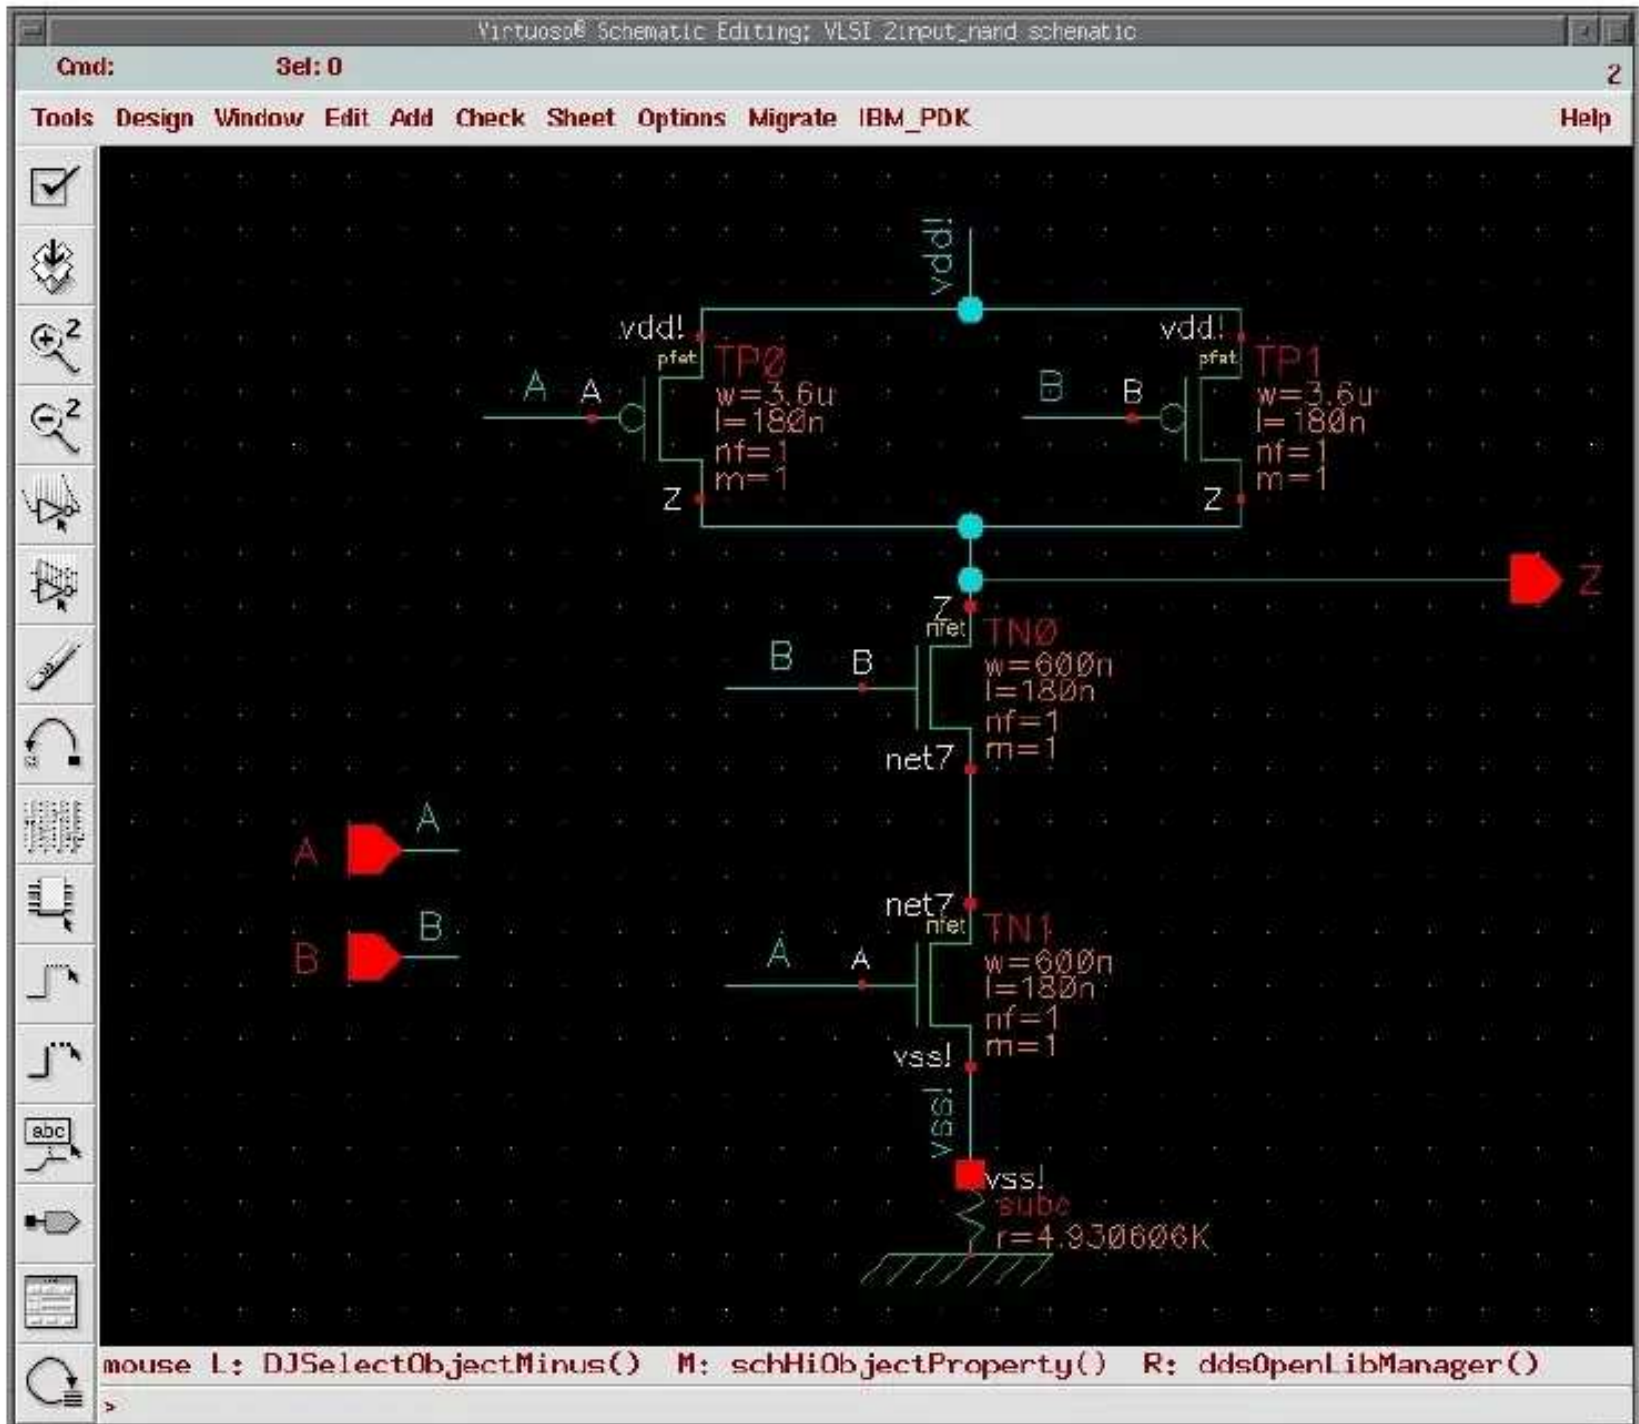 Virtuoso® Schematic Editing: VLSI 2input_nand schematic
Cmd: Sel: 0 2
Tools Design Window Edit Add Check Sheet Options Migrate IBM_PDK Help
2
2
abc
vdd!
vdd!
pfet
TP0
w=3.6u
l=180n
nf=1
m=1
A
A
Z
vdd!
pfet
TP1
w=3.6u
l=180n
nf=1
m=1
B
B
Z
Z
Z
nfet
TN0
w=600n
l=180n
nf=1
m=1
B
B
net7
A
A
B
B
net7
nfet
TN1
w=600n
l=180n
nf=1
m=1
A
A
vss!
vss!
vss!
subc
r=4.930606K
mouse L: DJSelectObjectMinus() M: schHiObjectProperty() R: ddsOpenLibManager()
>